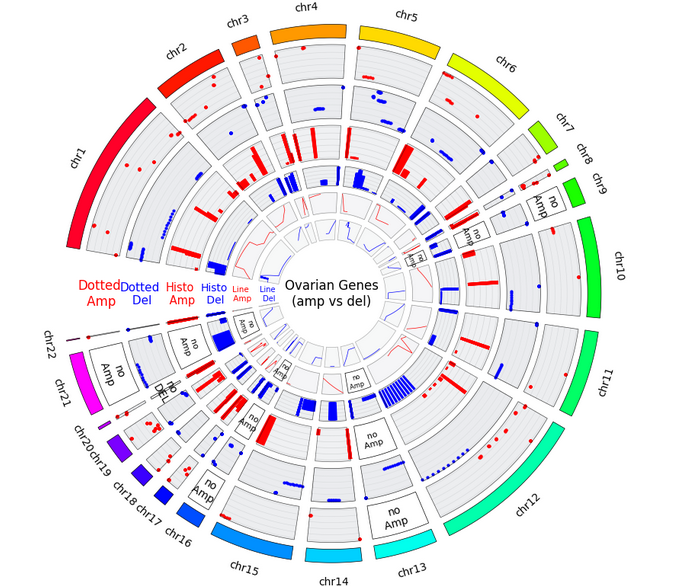 chr1
chr2
chr3
chr4
chr5
chr6
chr7
chr8
chr9
chr10
chr11
chr12
chr13
chr14
chr15
chr16
chr17
chr18
chr19
chr20
chr21
chr22
Dotted
Amp
Dotted
Del
Histo
Amp
Histo
Del
Line
Amp
Line
Del
Ovarian Genes
(amp vs del)
no
Amp
no
Amp
no
Amp
no
Amp
no
Amp
no
Amp
no
Amp
no
Amp
no
Amp
no
Amp
no
Amp
no
Amp
no
DEL